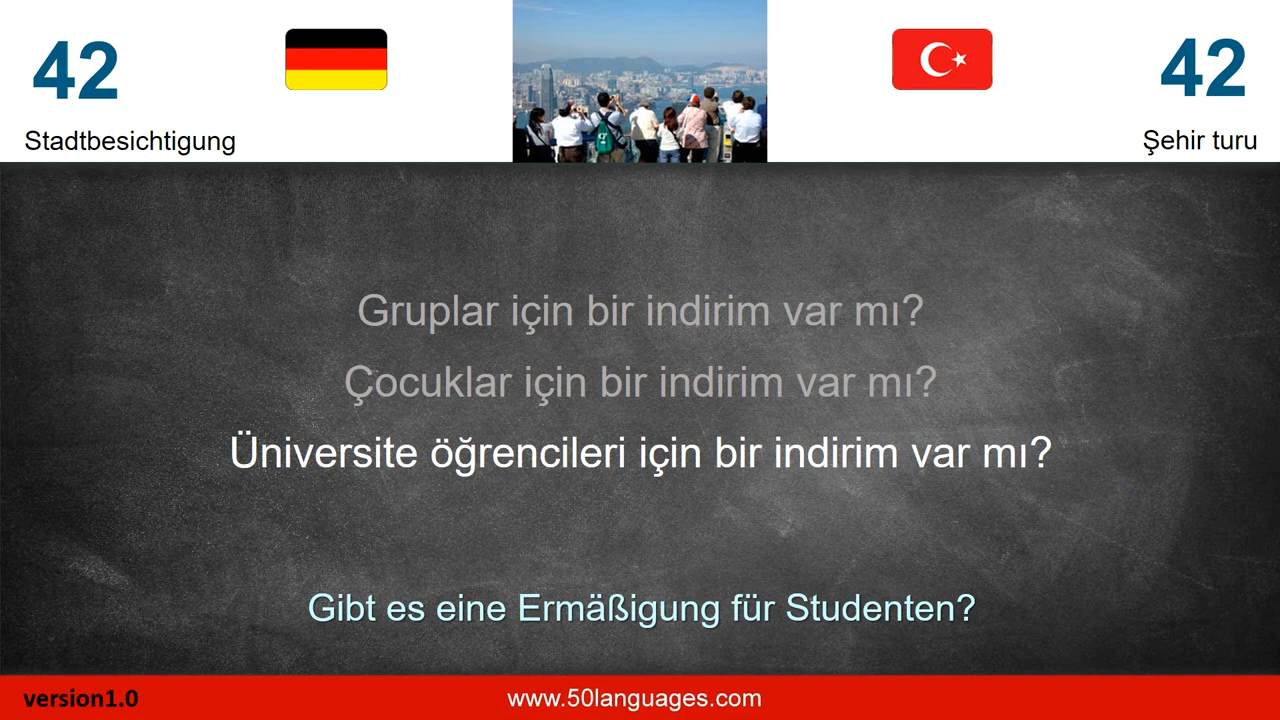 42
42
Stadtbesichtigung
Şehir turu
Gruplar için bir indirim var mı?
Çocuklar için bir indirim var mı?
Üniversite öğrencileri için bir indirim var mı?
Gibt es eine Ermäßigung für Studenten?
version1.0
www.50languages.com